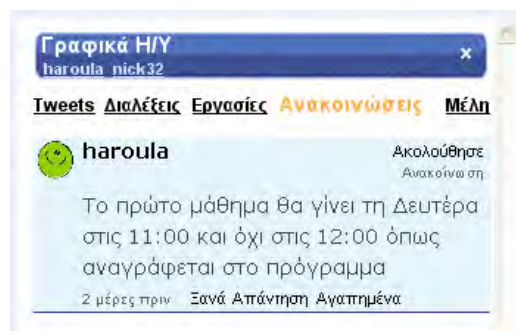 Γραφικά Η/Υ
haroula nick32
Tweets Διαλέξεις Εργασίες Ανακοινώσεις Μέλη
haroula Ακολούθησε
Ανακοίνωση
Το πρώτο μάθημα θα γίνει τη Δευτέρα
στις 11:00 και όχι στις 12:00 όπως
αναγράφεται στο πρόγραμμα
2 μέρες πριν Ξανά Απάντηση Αγαπημένα